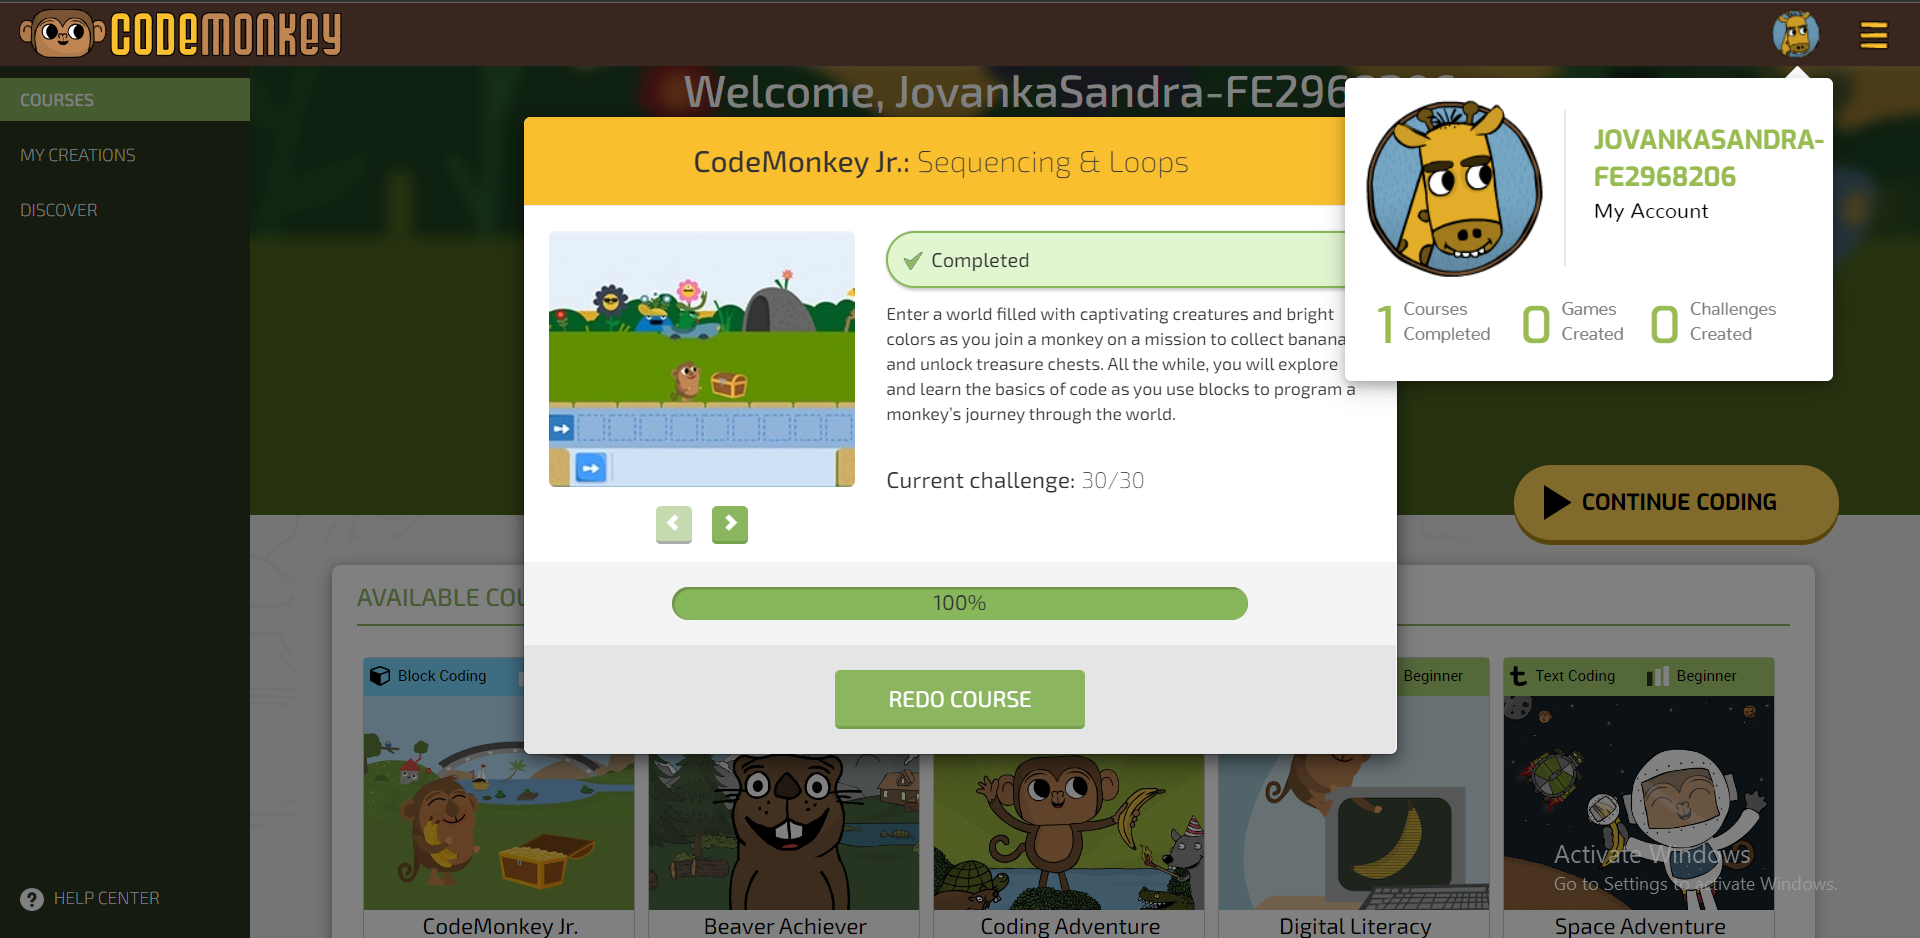 CODEMONKEY
COURSES
MY CREATIONS
DISCOVER
HELP CENTER
Welcome, JovankaSandra-FE296
JOVANKASANDRA-
FE2968206
My Account
1 Courses Completed
0 Games Created
0 Challenges Created
CodeMonkey Jr.: Sequencing & Loops
Completed
Enter a world filled with captivating creatures and bright
colors as you join a monkey on a mission to collect banana
and unlock treasure chests. All the while, you will explore
and learn the basics of code as you use blocks to program a
monkey's journey through the world.
Current challenge: 30/30
100%
REDO COURSE
CONTINUE CODING
AVAILABLE COU
Block Coding
Beginner
Text Coding
Beginner
CodeMonkey Jr.
Beaver Achiever
Coding Adventure
Digital Literacy
Space Adventure
Activate Windows
Go to Settings to activate Windows.